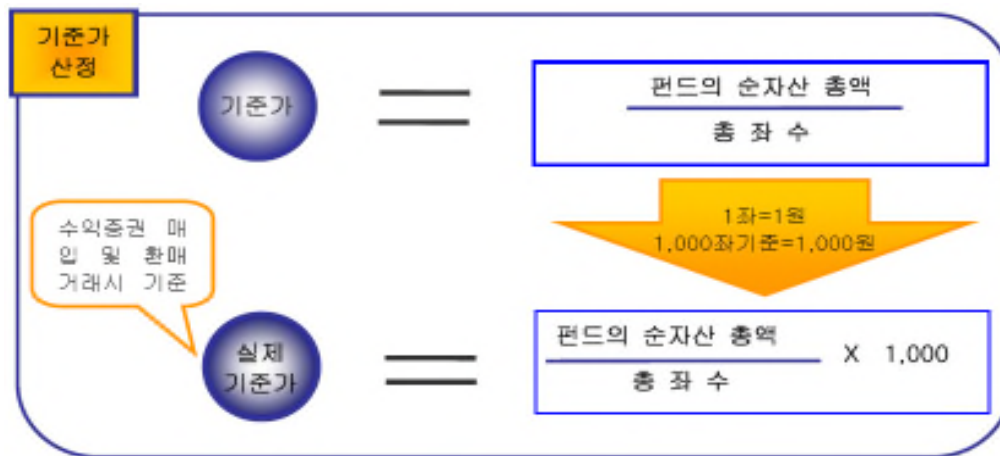 기준가
산정
기준가
펀드의 순자산 총액
총 좌 수
1좌=1원
1,000좌기준=1,000원
수익증권 매
입 및 환매
거래시 기준
실제
기준가
펀드의 순자산 총액
총 좌 수
X 1,000